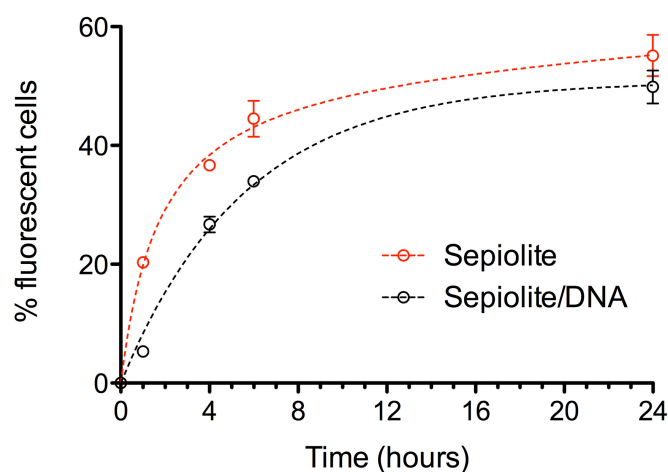 60
40
20
0
% fluorescent cells
Sepiolite
Sepiolite/DNA
0 4 8 12 16 20 24
Time (hours)